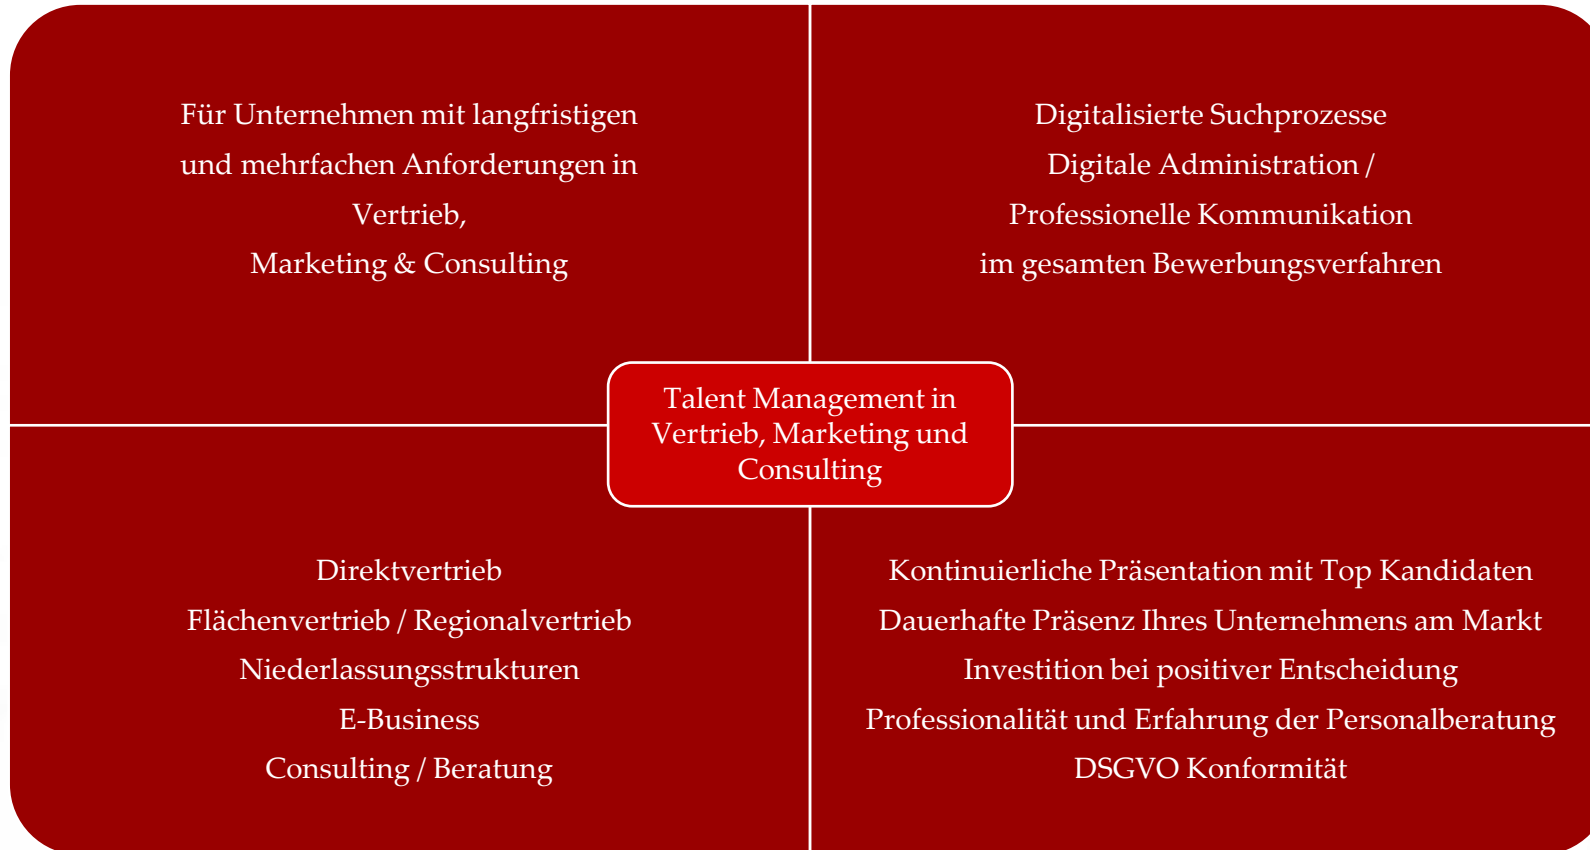 Für Unternehmen mit langfristigen
und mehrfachen Anforderungen in
Vertrieb,
Marketing & Consulting
Digitalisierte Suchprozesse
Digitale Administration /
Professionelle Kommunikation
im gesamten Bewerbungsverfahren
Talent Management in
Vertrieb, Marketing und
Consulting
Direktvertrieb
Flächenvertrieb / Regionalvertrieb
Niederlassungsstrukturen
E-Business
Consulting / Beratung
Kontinuierliche Präsentation mit Top Kandidaten
Dauerhafte Präsenz Ihres Unternehmens am Markt
Investition bei positiver Entscheidung
Professionalität und Erfahrung der Personalberatung
DSGVO Konformität